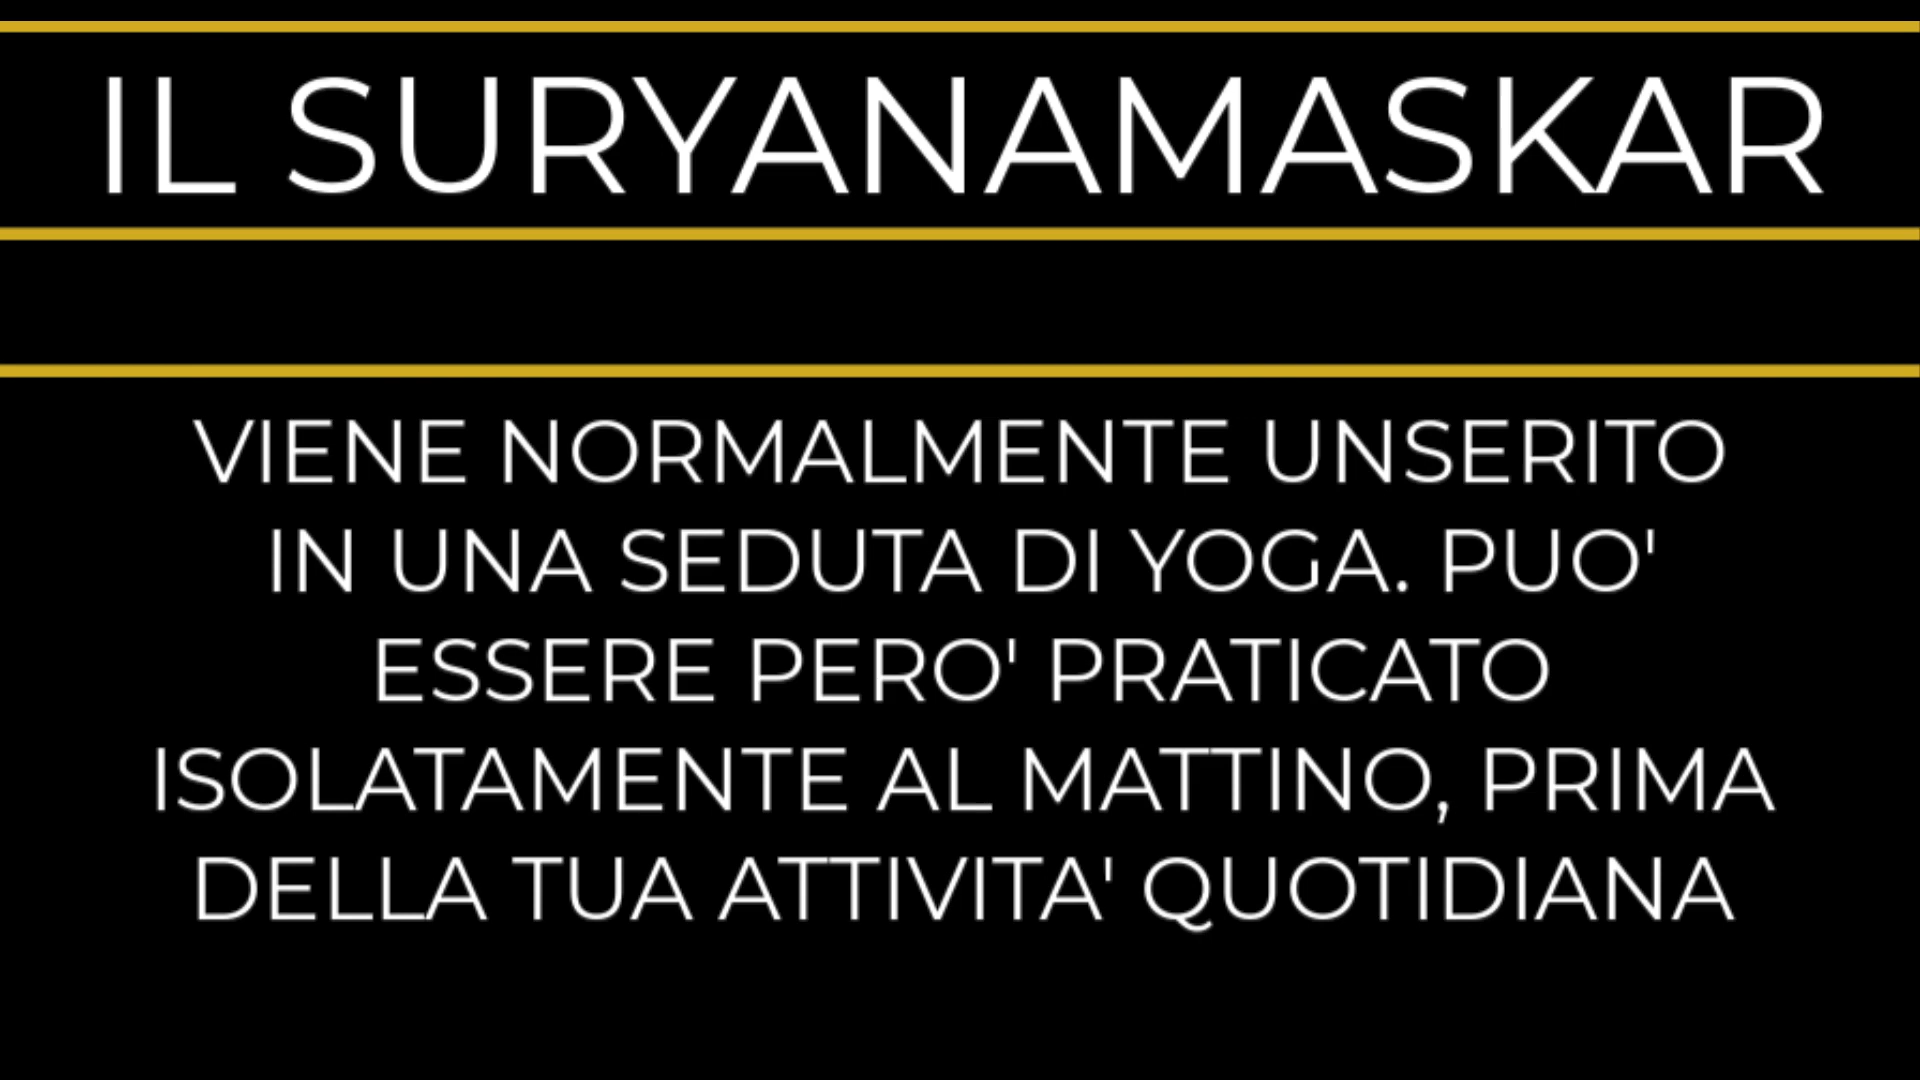 IL SURYANAMASKAR
VIENE NORMALMENTE UNSERITO
IN UNA SEDUTA DI YOGA. PUO'
ESSERE PERO' PRATICATO
ISOLATAMENTE AL MATTINO, PRIMA
DELLA TUA ATTIVITA' QUOTIDIANA